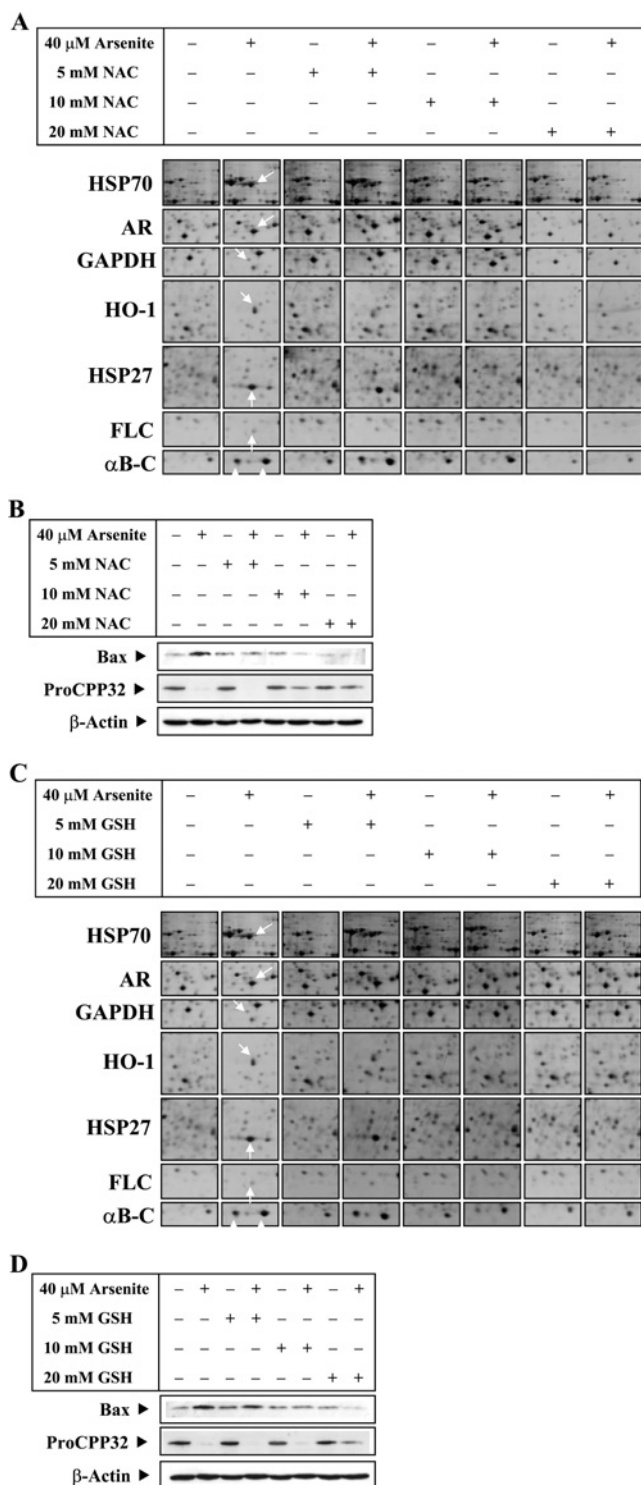 A
40 μM Arsenite – + – + – + – +
5 mM NAC – – + + – – – –
10 mM NAC – – – – + + – –
20 mM NAC – – – – – – + +
HSP70
AR
GAPDH
HO-1
HSP27
FLC
αB-C
B
40 μM Arsenite – + – + – + – +
5 mM NAC – – + + – – – –
10 mM NAC – – – – + + – –
20 mM NAC – – – – – – + +
Bax
ProCPP32
β-Actin
C
40 μM Arsenite – + – + – + – +
5 mM GSH – – + + – – – –
10 mM GSH – – – – + + – –
20 mM GSH – – – – – – + +
HSP70
AR
GAPDH
HO-1
HSP27
FLC
αB-C
D
40 μM Arsenite – + – + – + – +
5 mM GSH – – + + – – – –
10 mM GSH – – – – + + – –
20 mM GSH – – – – – – + +
Bax
ProCPP32
β-Actin